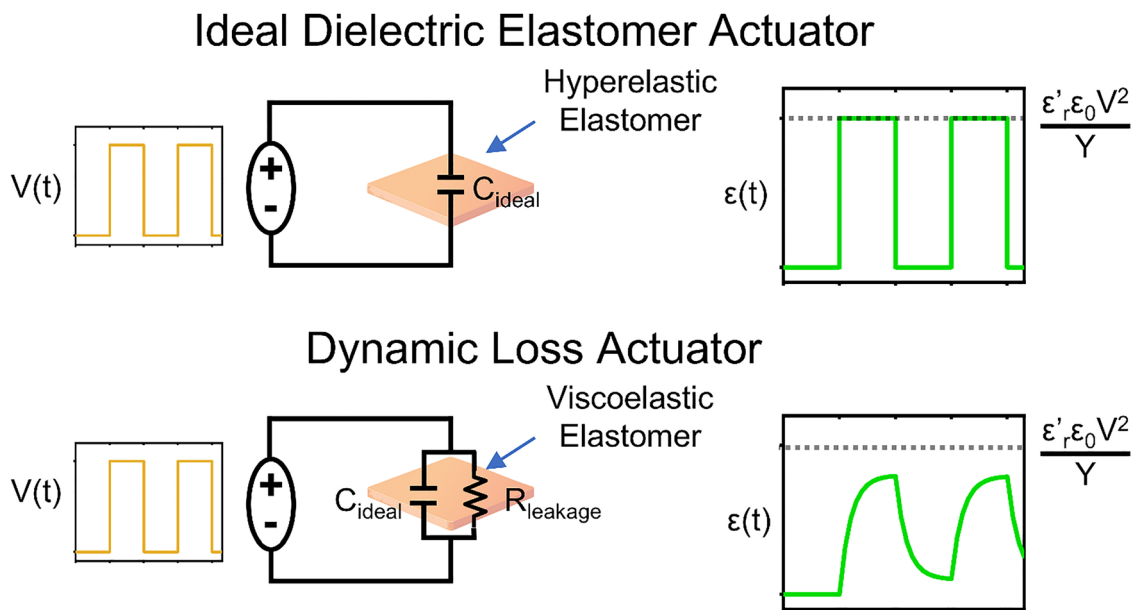 Ideal Dielectric Elastomer Actuator
Hyperelastic
Elastomer
V(t)
+
-
C_ideal
ε(t)
ε'_rε_0V^2
Y
Dynamic Loss Actuator
Viscoelastic
Elastomer
V(t)
+
-
C_ideal
R_leakage
ε(t)
ε'_rε_0V^2
Y